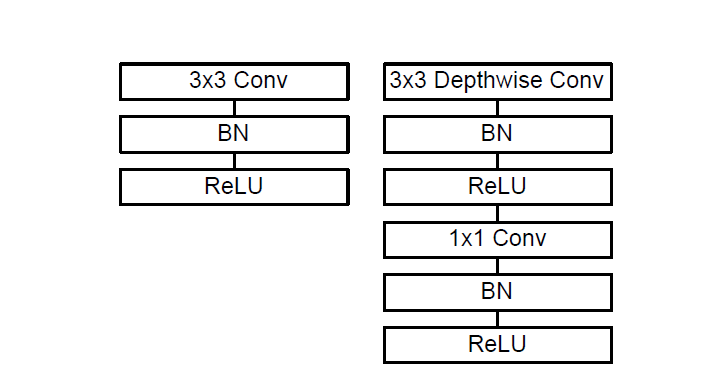 3x3 Conv
BN
ReLU
3x3 Depthwise Conv
BN
ReLU
1x1 Conv
BN
ReLU